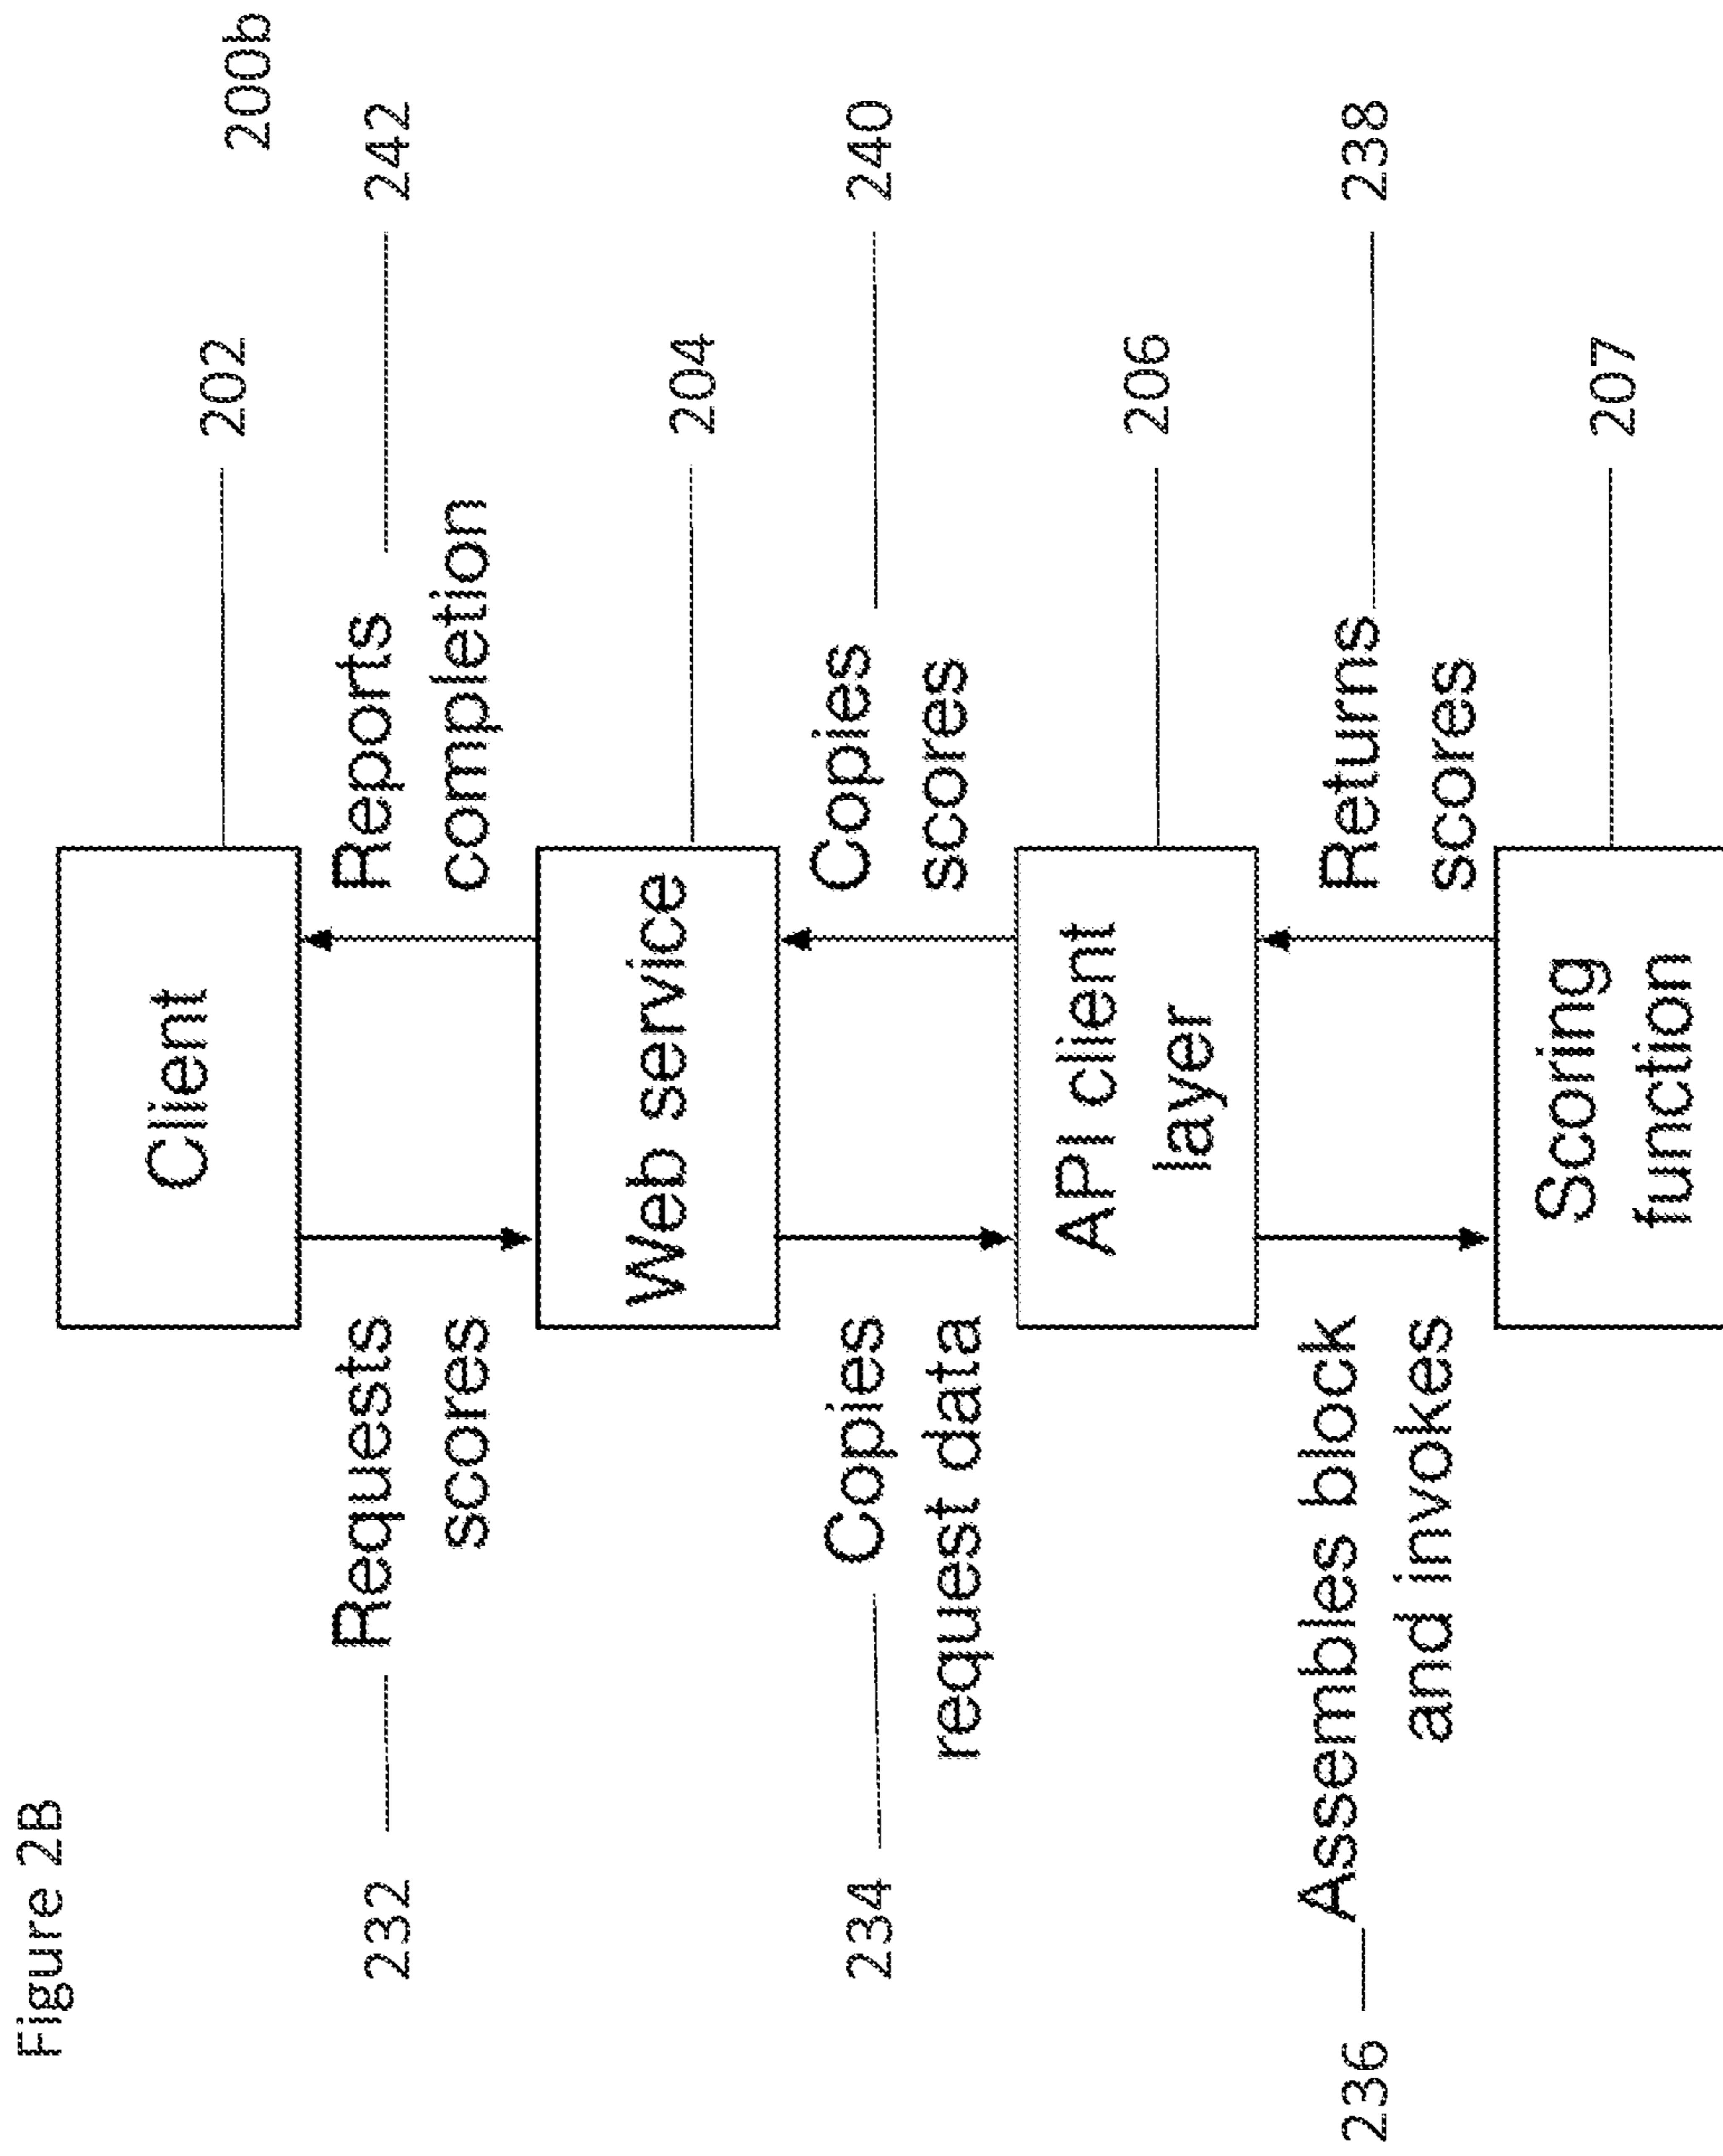 Figure 2B
200b
Client
202
232
Requests
scores
Reports
completion
242
Web service
204
234
Copies
request data
Copies
scores
240
API client
layer
206
236
Assembles block
and invokes
Returns
scores
238
Scoring
function
207